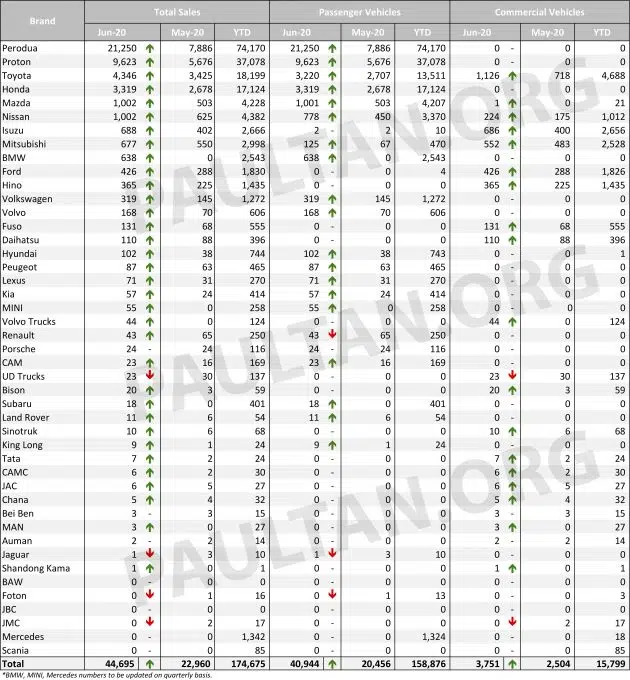 Brand Total Sales Passenger Vehicles Commercial Vehicles
Jun-20 May-20 YTD Jun-20 May-20 YTD Jun-20 May-20 YTD
Perodua 21,250 7,886 74,170 21,250 7,886 74,170 0 - 0 0
Proton 9,623 5,676 37,078 9,623 5,676 37,078 0 - 0 0
Toyota 4,346 3,425 18,199 3,220 2,707 13,511 1,126 718 4,688
Honda 3,319 2,678 17,124 3,319 2,678 17,124 0 - 0 0
Mazda 1,002 503 4,228 1,001 503 4,207 1 0 21
Nissan 1,002 625 4,382 778 450 3,370 224 175 1,012
Isuzu 688 402 2,666 2 - 2 10 686 400 2,656
Mitsubishi 677 550 2,998 125 67 470 552 483 2,528
BMW 638 0 2,543 638 0 2,543 0 - 0 0
Ford 426 288 1,830 0 - 0 4 426 288 1,826
Hino 365 225 1,435 0 - 0 0 365 225 1,435
Volkswagen 319 145 1,272 319 145 1,272 0 - 0 0
Volvo 168 70 606 168 70 606 0 - 0 0
Fuso 131 68 555 0 - 0 0 131 68 555
Daihatsu 110 88 396 0 - 0 0 110 88 396
Hyundai 102 38 744 102 38 743 0 - 0 1
Peugeot 87 63 465 87 63 465 0 - 0 0
Lexus 71 31 270 71 31 270 0 - 0 0
Kia 57 24 414 57 24 414 0 - 0 0
MINI 55 0 258 55 0 258 0 - 0 0
Volvo Trucks 44 0 124 0 - 0 0 44 0 124
Renault 43 65 250 43 65 250 0 - 0 0
Porsche 24 - 24 116 24 - 24 116 0 - 0 0
CAM 23 16 169 23 16 169 0 - 0 0
UD Trucks 23 30 137 0 - 0 0 23 30 137
Bison 20 3 59 0 - 0 0 20 3 59
Subaru 18 0 401 18 0 401 0 - 0 0
Land Rover 11 6 54 11 6 54 0 - 0 0
Sinotruk 10 6 68 0 - 0 0 10 6 68
King Long 9 1 24 9 1 24 0 - 0 0
Tata 7 2 24 0 - 0 0 7 2 24
CAMC 6 2 30 0 - 0 0 6 2 30
JAC 6 5 27 0 - 0 0 6 5 27
Chana 5 4 32 0 - 0 0 5 4 32
Bei Ben 3 - 3 15 0 - 0 0 3 - 3 15
MAN 3 0 27 0 - 0 0 3 0 27
Auman 2 - 2 14 0 - 0 0 2 - 2 14
Jaguar 1 3 10 1 3 10 0 - 0 0
Shandong Kama 1 0 1 0 - 0 0 1 0 1
BAW 0 - 0 0 0 - 0 0 0 - 0 0
Foton 0 1 16 0 1 13 0 - 0 3
JBC 0 - 0 0 0 - 0 0 0 - 0 0
JMC 0 2 17 0 - 0 0 0 2 17
Mercedes 0 - 0 1,342 0 - 0 1,324 0 - 0 18
Scania 0 - 0 85 0 - 0 0 0 - 0 85
Total 44,695 22,960 174,675 40,944 20,456 158,876 3,751 2,504 15,799
*BMW, MINI, Mercedes numbers to be updated on quarterly basis.
PAULTAN.ORG
PAULTAN.ORG
PAULTAN.ORG